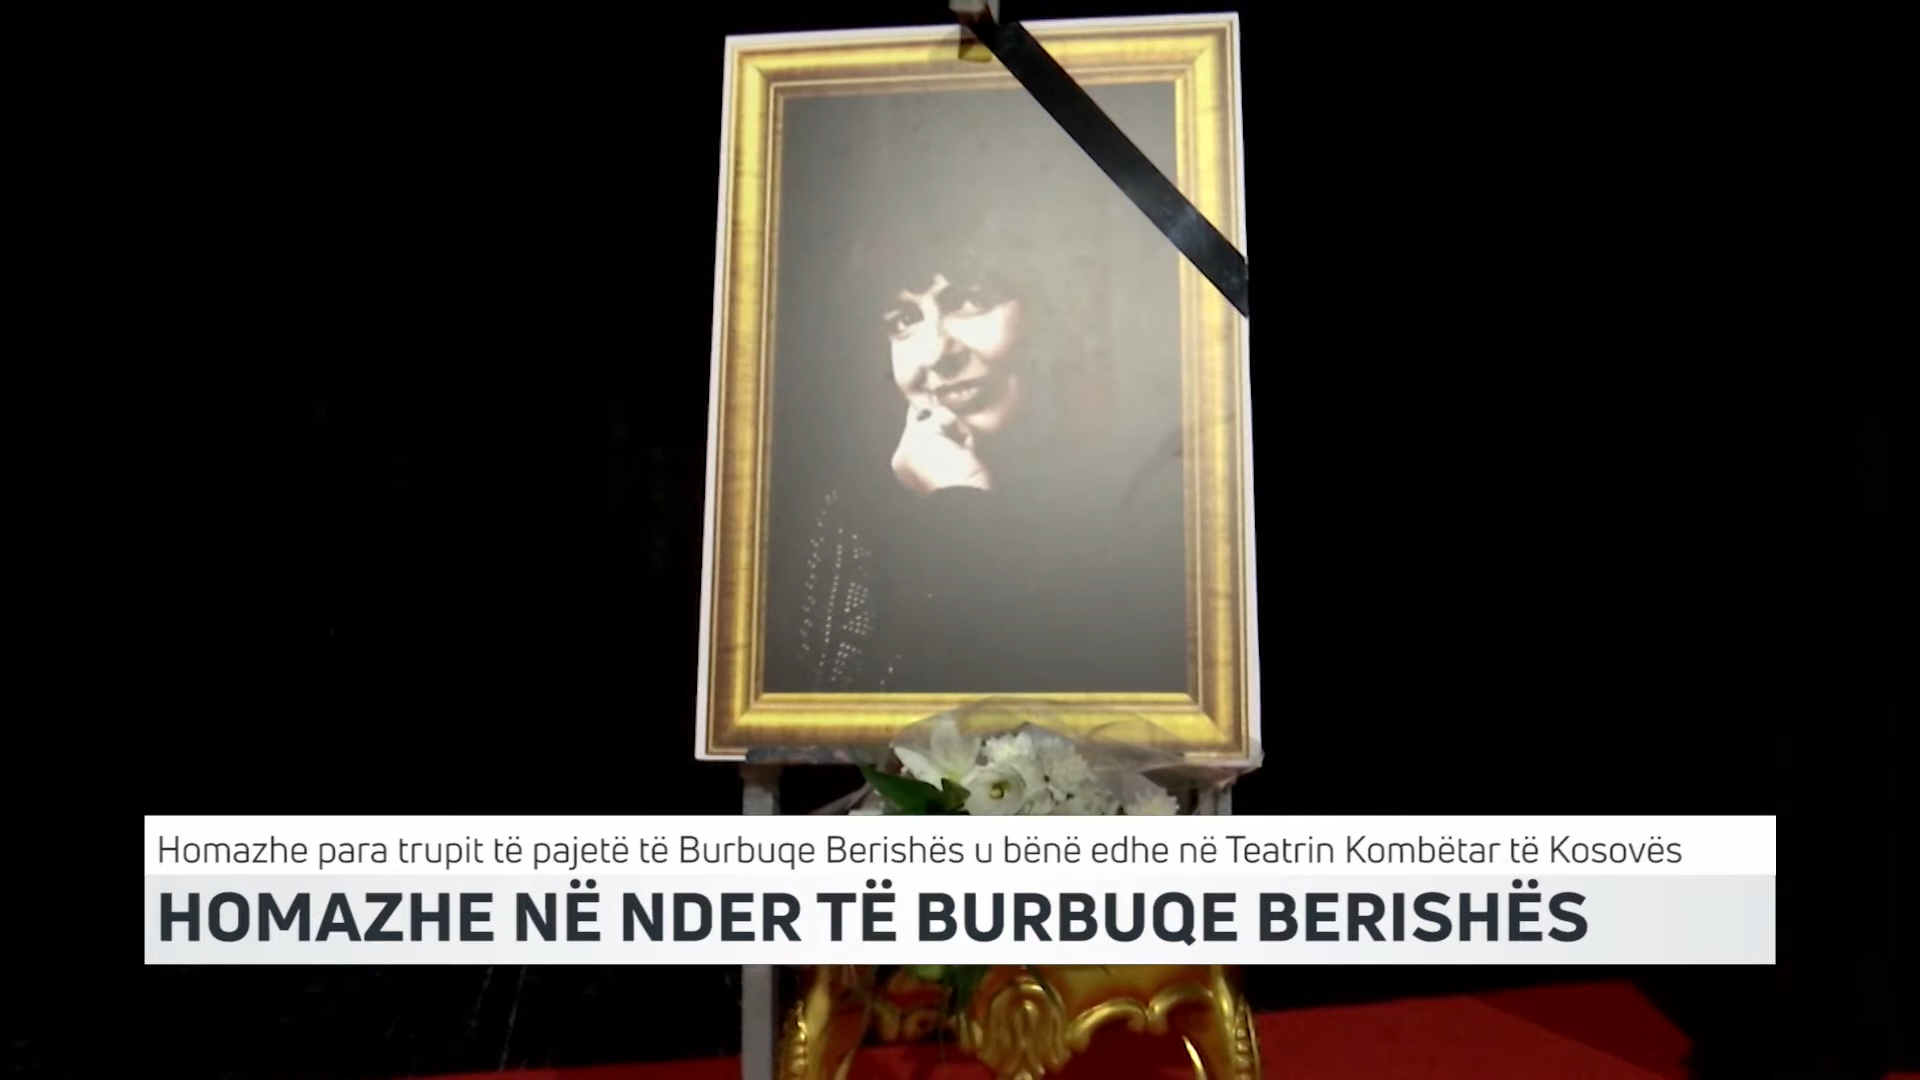 Homazhe para trupit të pajetë të Burbuqe Berishës u bënë edhe në Teatrin Kombëtar të Kosovës
HOMAZHE NË NDER TË BURBUQE BERISHËS